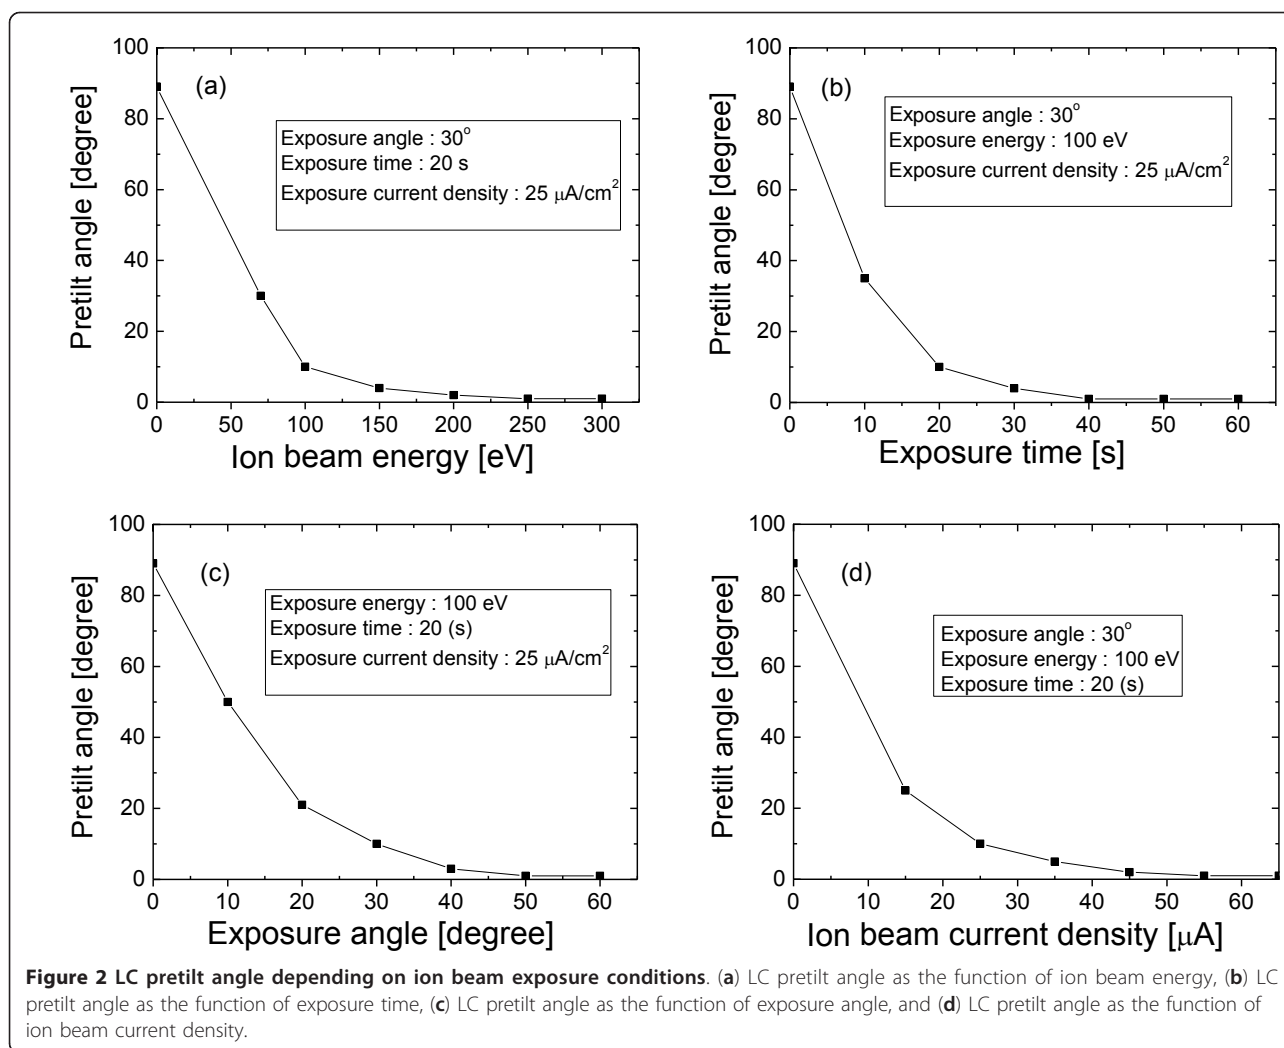 100
80
60
40
20
0
Pretilt angle [degree]
(a)
Exposure angle : 30°
Exposure time : 20 s
Exposure current density : 25 μA/cm²
0 50 100 150 200 250 300
Ion beam energy [eV]
100
80
60
40
20
0
Pretilt angle [degree]
(b)
Exposure angle : 30°
Exposure energy : 100 eV
Exposure current density : 25 μA/cm²
0 10 20 30 40 50 60
Exposure time [s]
100
80
60
40
20
0
Pretilt angle [degree]
(c)
Exposure energy : 100 eV
Exposure time : 20 (s)
Exposure current density : 25 μA/cm²
0 10 20 30 40 50 60
Exposure angle [degree]
100
80
60
40
20
0
Pretilt angle [degree]
(d)
Exposure angle : 30°
Exposure energy : 100 eV
Exposure time : 20 (s)
0 10 20 30 40 50 60
Ion beam current density [μA]
Figure 2 LC pretilt angle depending on ion beam exposure conditions. (a) LC pretilt angle as the function of ion beam energy, (b) LC
pretilt angle as the function of exposure time, (c) LC pretilt angle as the function of exposure angle, and (d) LC pretilt angle as the function of
ion beam current density.